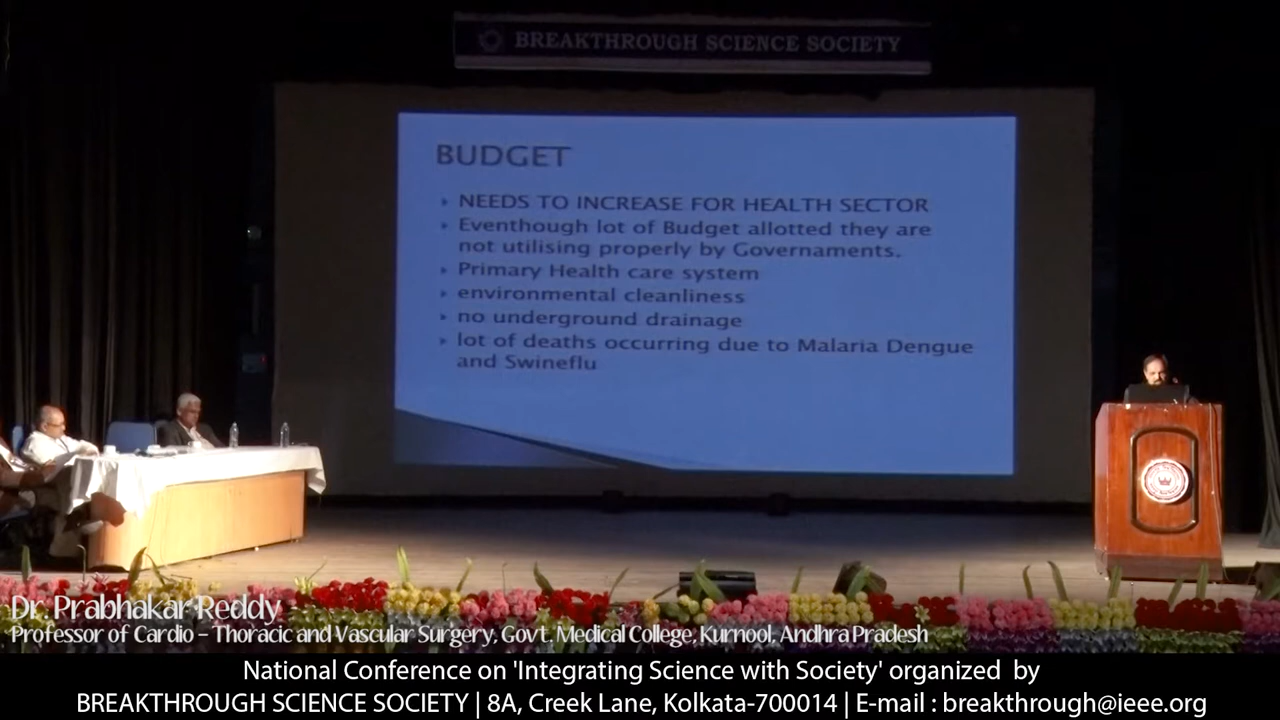 BREAKTHROUGH SCIENCE SOCIETY
BUDGET
NEEDS TO INCREASE FOR HEALTH SECTOR
Eventhough lot of Budget allotted they are
not utilising properly by Governaments.
Primary Health care system
environmental cleanliness
no underground drainage
lot of deaths occurring due to Malaria Dengue
and Swineflu
Dr. Prabhakar Reddy
Professor of Cardio - Thoracic and Vascular Surgery, Govt. Medical College, Kurnool, Andhra Pradesh
National Conference on 'Integrating Science with Society' organized by
BREAKTHROUGH SCIENCE SOCIETY | 8A, Creek Lane, Kolkata-700014 | E-mail : breakthrough@ieee.org